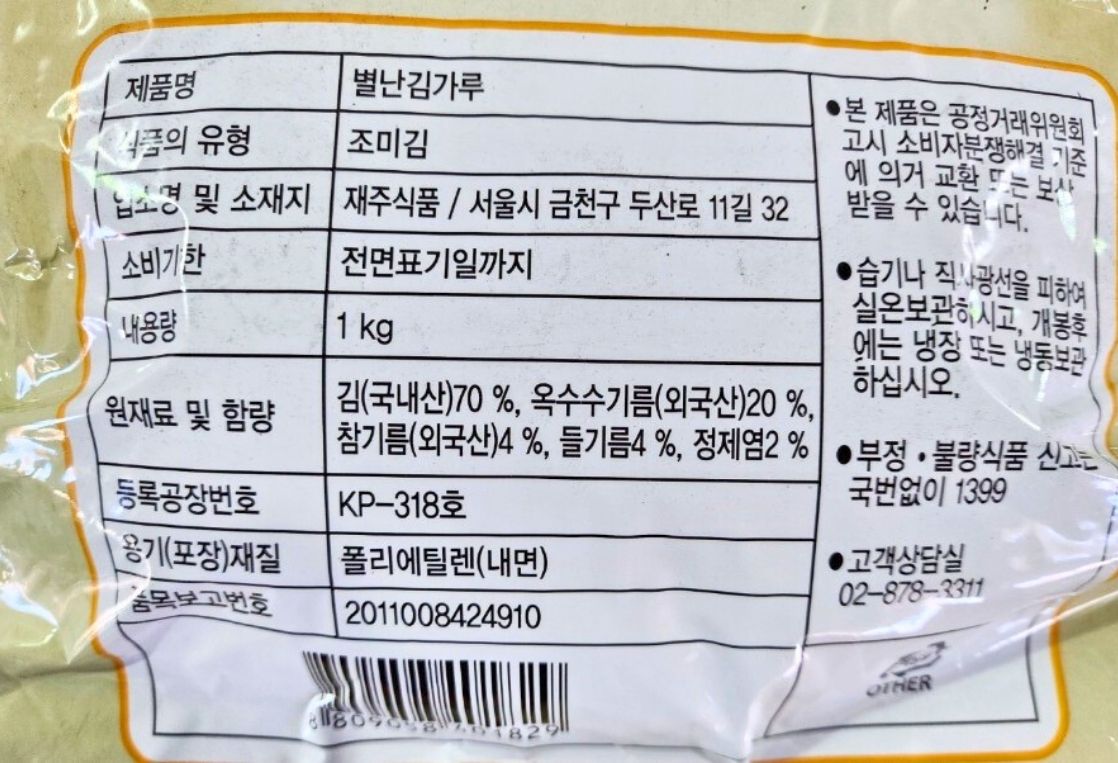 제품명 별난김가루
식품의 유형 조미김
업소명 및 소재지 재주식품 / 서울시 금천구 두산로 11길 32
소비기한 전면표기일까지
내용량 1 kg
원재료 및 함량 김(국내산)70 %, 옥수수기름(외국산)20 %,
참기름(외국산)4 %, 들기름4 %, 정제염2 %
등록공장번호 KP-318호
용기(포장)재질 폴리에틸렌(내면)
품목보고번호 2011008424910
●본 제품은 공정거래위원회
고시 소비자분쟁해결 기준
에 의거 교환 또는 보상
받을 수 있습니다.
●습기나 직사광선을 피하여
실온보관하시고, 개봉후
에는 냉장 또는 냉동보관
하십시오.
●부정・불량식품 신고는
국번없이 1399
●고객상담실
02-878-3311
OTHER